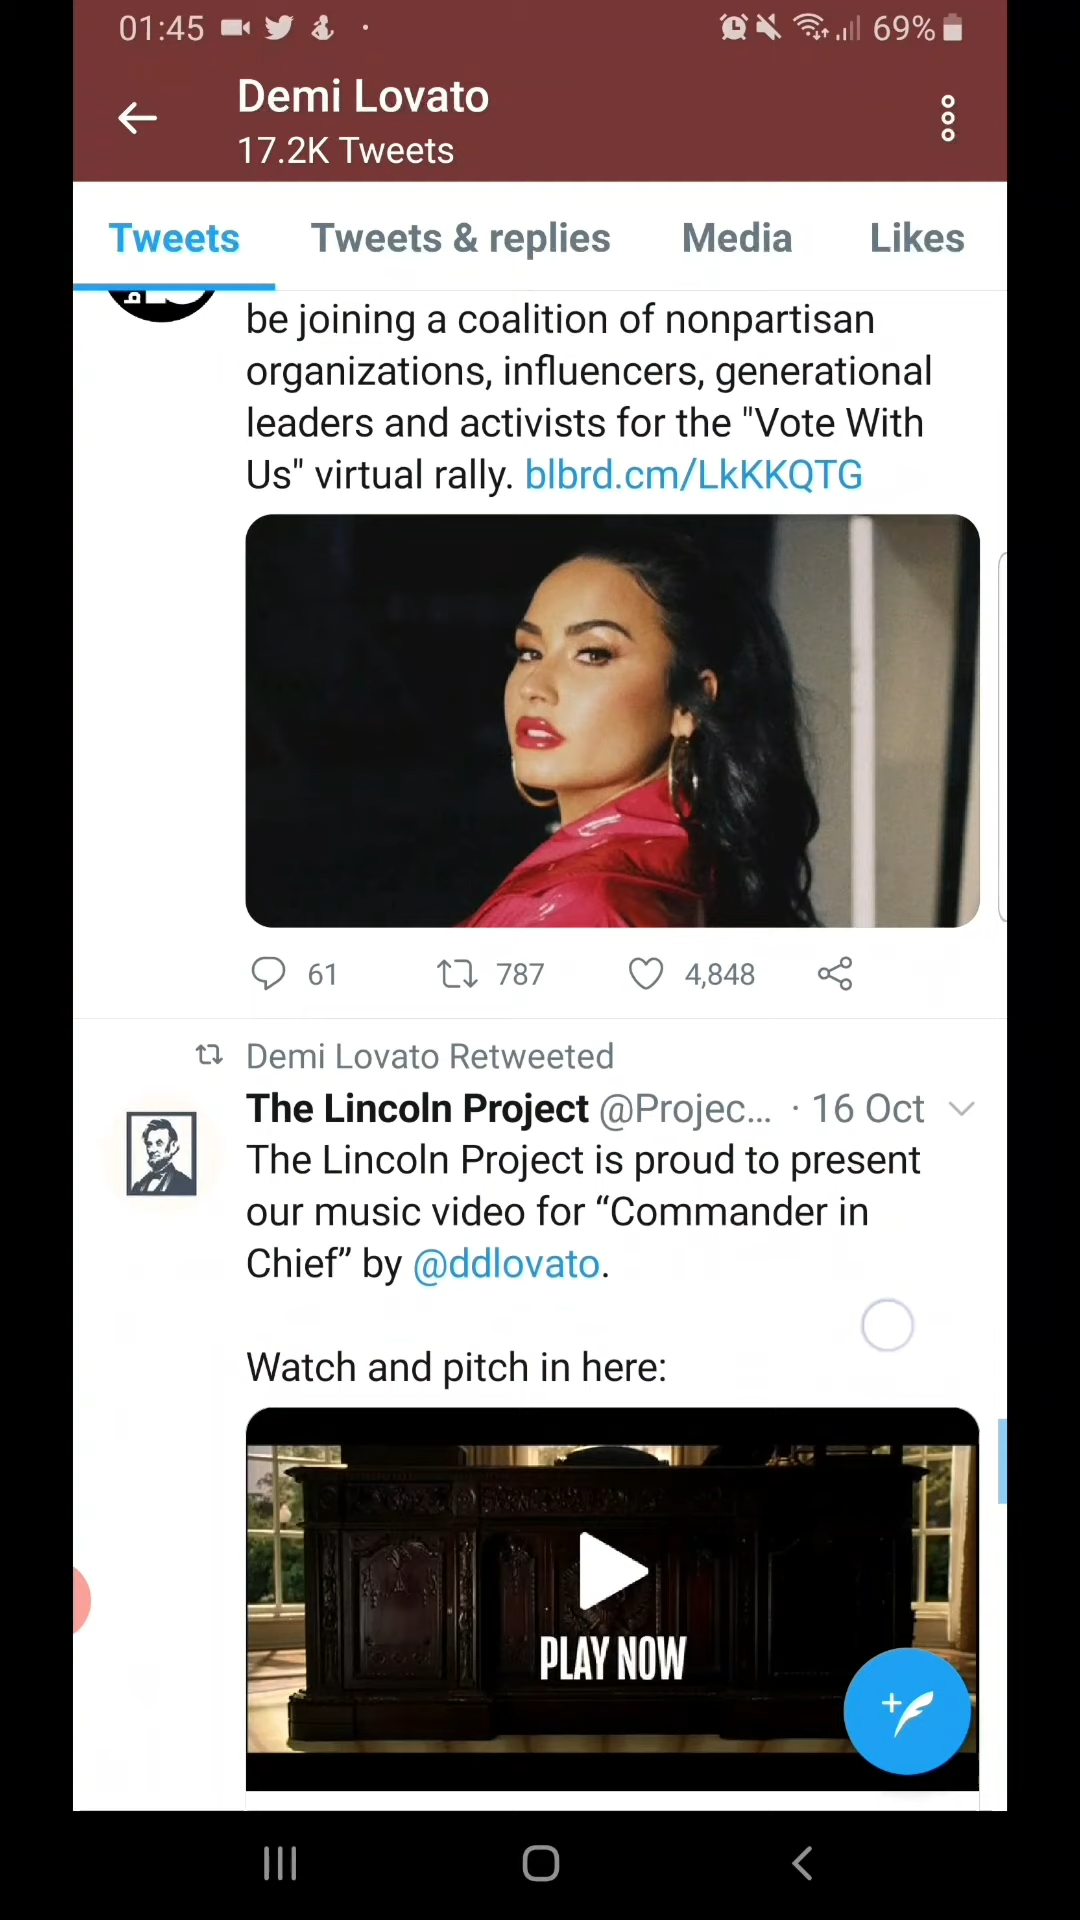 01:45
69%
Demi Lovato
17.2K Tweets
Tweets
Tweets & replies
Media
Likes
be joining a coalition of nonpartisan
organizations, influencers, generational
leaders and activists for the "Vote With
Us" virtual rally. blbrd.cm/LkKKQTG
61
787
4,848
Demi Lovato Retweeted
The Lincoln Project @Projec... · 16 Oct
The Lincoln Project is proud to present
our music video for “Commander in
Chief” by @ddlovato.
Watch and pitch in here:
PLAY NOW